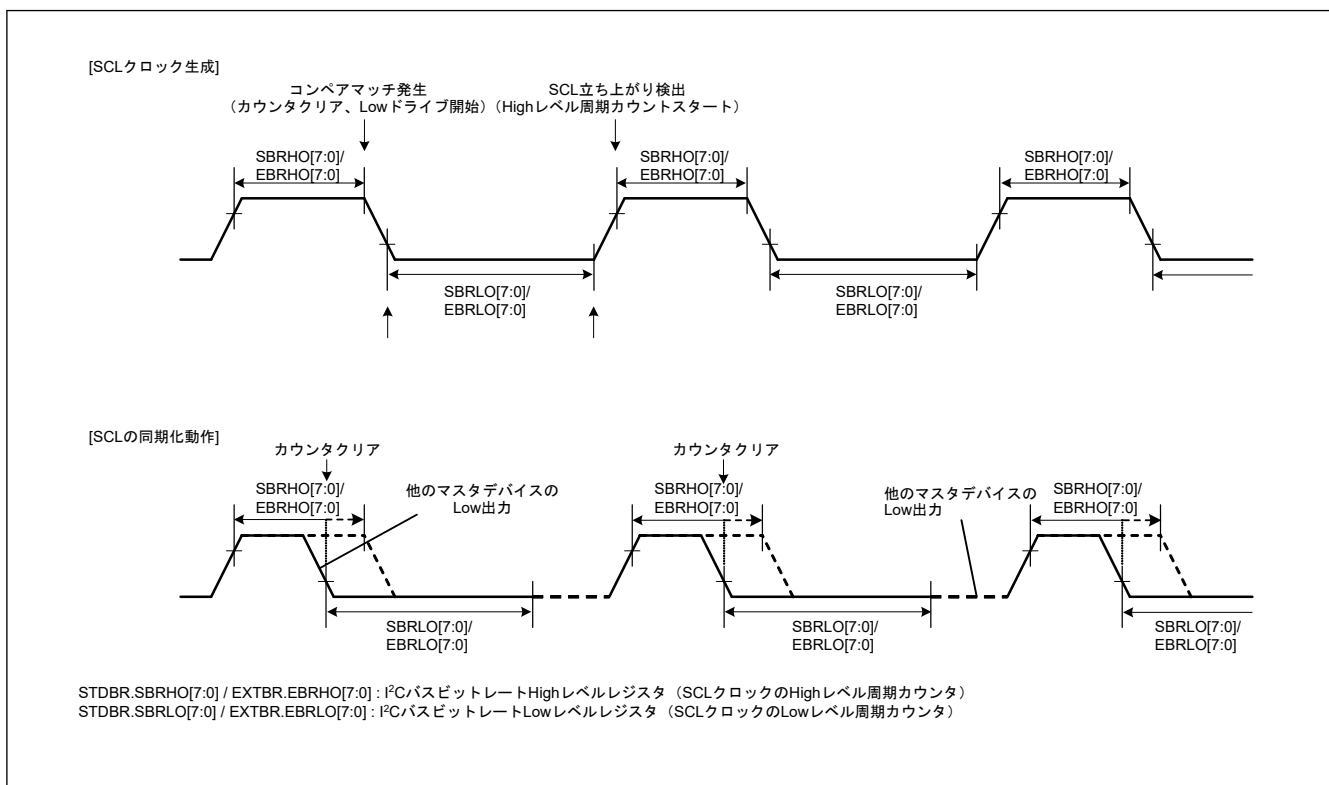 [SCLクロック生成]
コンペアマッチ発生
（カウンタクリア、Lowドライブ開始）
SCL立ち上がり検出
（Highレベル周期カウントスタート）
SBRHO[7:0]/
EBRHO[7:0]
SBRHO[7:0]/
EBRHO[7:0]
SBRHO[7:0]/
EBRHO[7:0]
SBRLO[7:0]/
EBRLO[7:0]
SBRLO[7:0]/
EBRLO[7:0]
[SCLの同期化動作]
カウンタクリア
カウンタクリア
SBRHO[7:0]/
EBRHO[7:0]
他のマスタデバイスの
Low出力
SBRHO[7:0]/
EBRHO[7:0]
他のマスタデバイスの
Low出力
SBRHO[7:0]/
EBRHO[7:0]
SBRLO[7:0]/
EBRLO[7:0]
SBRLO[7:0]/
EBRLO[7:0]
SBRLO[7:0]/
EBRLO[7:0]
STDBR.SBRHO[7:0] / EXTBR.EBRHO[7:0] : I²CバスビットレートHighレベルレジスタ（SCLクロックのHighレベル周期カウンタ）
STDBR.SBRLO[7:0] / EXTBR.EBRLO[7:0] : I²CバスビットレートLowレベルレジスタ（SCLクロックのLowレベル周期カウンタ）